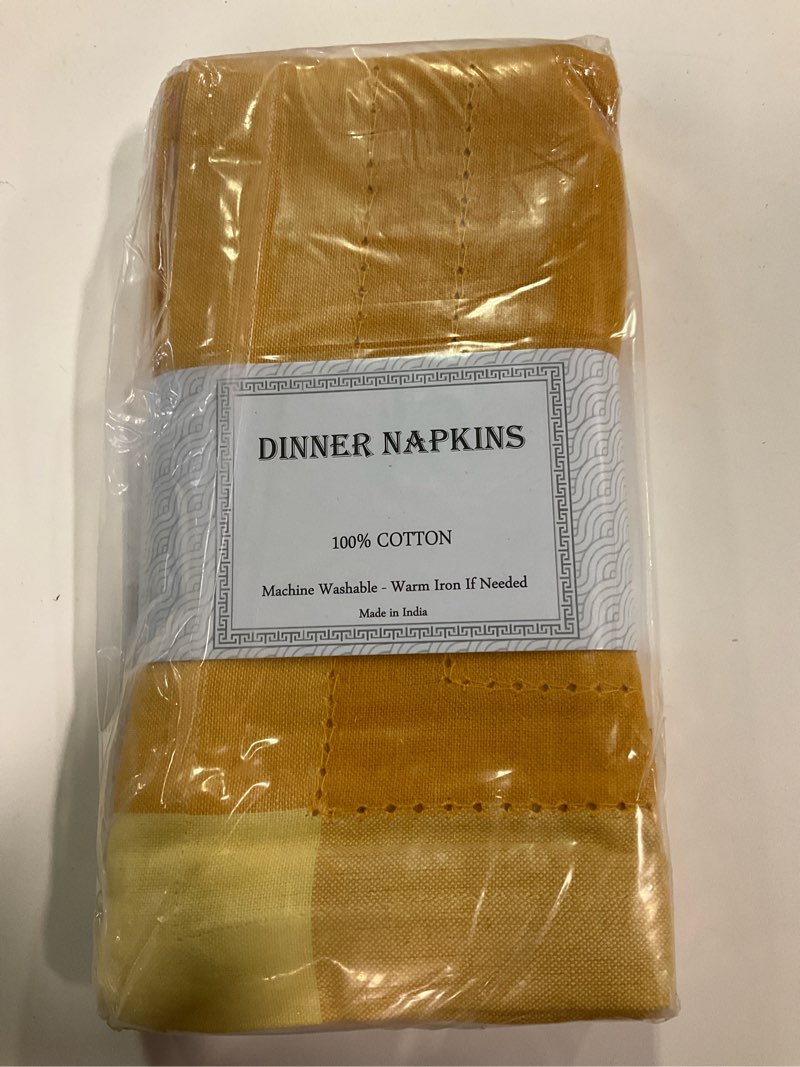 DINNER NAPKINS
100% COTTON
Machine Washable - Warm Iron If Needed
Made in India